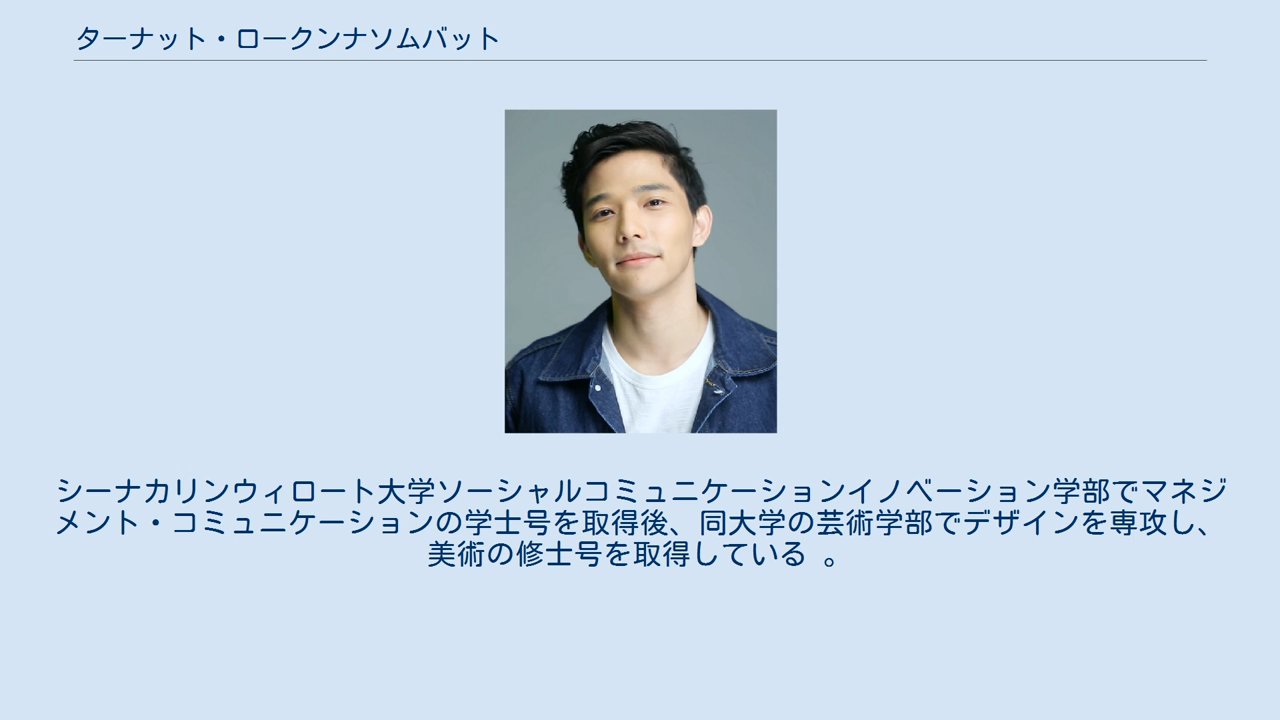 ターナット・ロークンナソムバット
シーナカリンウィロート大学ソーシャルコミュニケーションイノベーション学部でマネジ
メント・コミュニケーションの学士号を取得後、同大学の芸術学部でデザインを専攻し、
美術の修士号を取得している 。